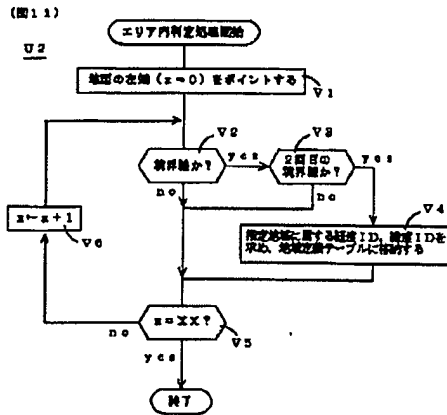 (図11)
U2
エリア内判定処理開始
地図の左端(x=0)をポイントする
V1
V2
V3
境界線か?
yes
2回目の
境界線か?
yes
no
no
V4
x←x+1
V6
指定地域に属する経度ID、緯度IDを
求め、地域定義テーブルに格納する
x=XX?
no
V5
yes
終了